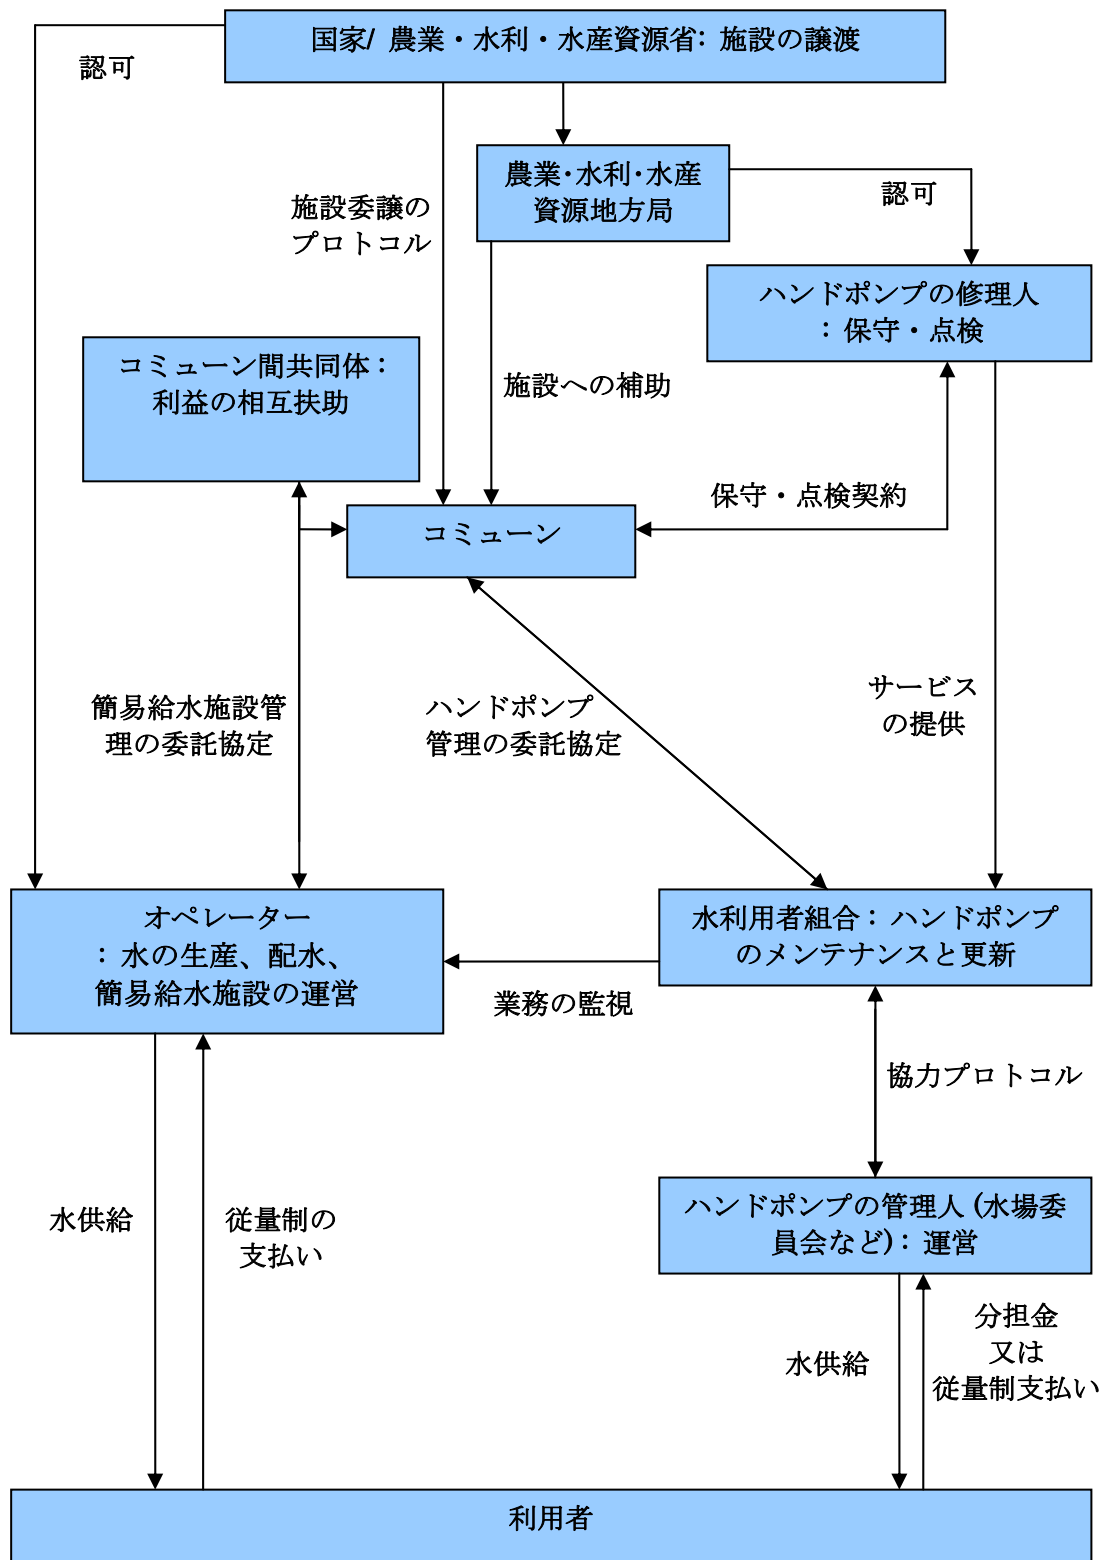 国家/ 農業・水利・水産資源省: 施設の譲渡
認可
農業・水利・水産
資源地方局
認可
施設委譲の
プロトコル
ハンドポンプの修理人
: 保守・点検
コミューン間共同体：
利益の相互扶助
施設への補助
保守・点検契約
コミューン
簡易給水施設管
理の委託協定
ハンドポンプ
管理の委託協定
サービス
の提供
オペレーター
: 水の生産、配水、
簡易給水施設の運営
水利用者組合： ハンドポンプ
のメンテナンスと更新
業務の監視
協力プロトコル
ハンドポンプの管理人 (水場委
員会など)： 運営
水供給
従量制の
支払い
水供給
分担金
又は
従量制支払い
利用者